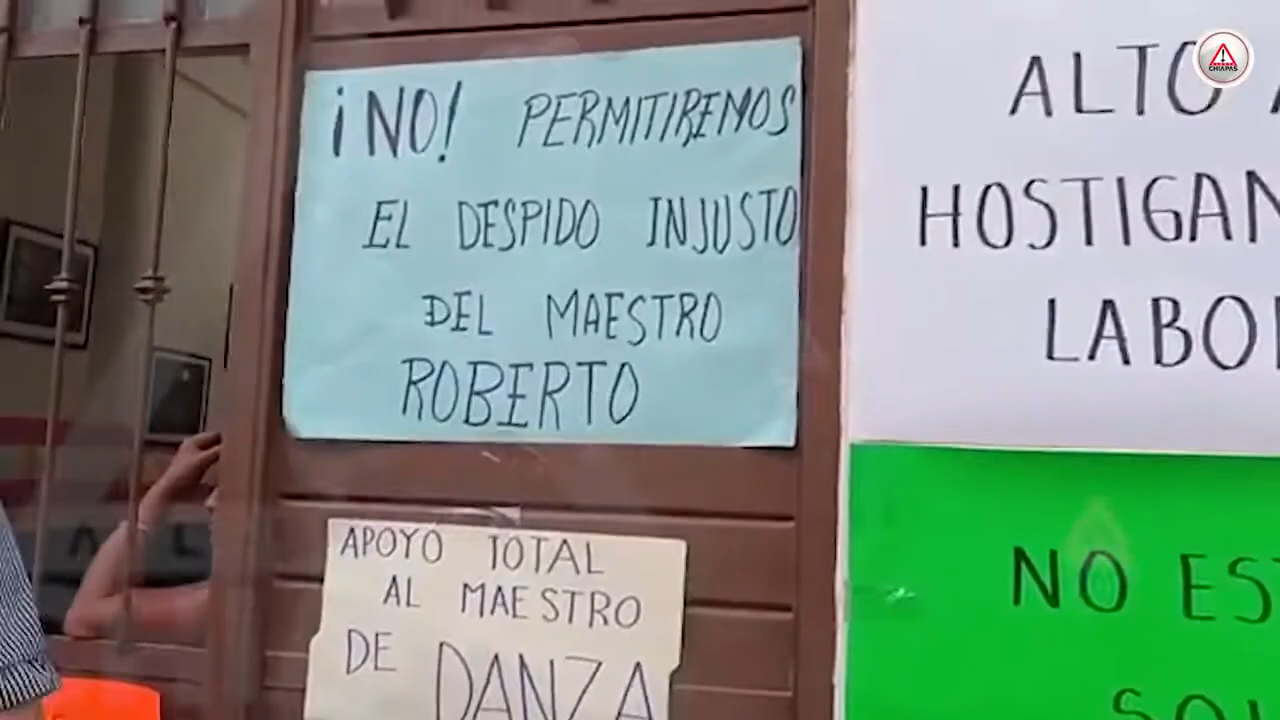 ¡NO! PERMITIREMOS
EL DESPIDO INJUSTO
DEL MAESTRO
ROBERTO
APOYO TOTAL
AL MAESTRO
DE DANZA
ALTO
HOSTIGAN
LABO
NO ES
CHIAPAS